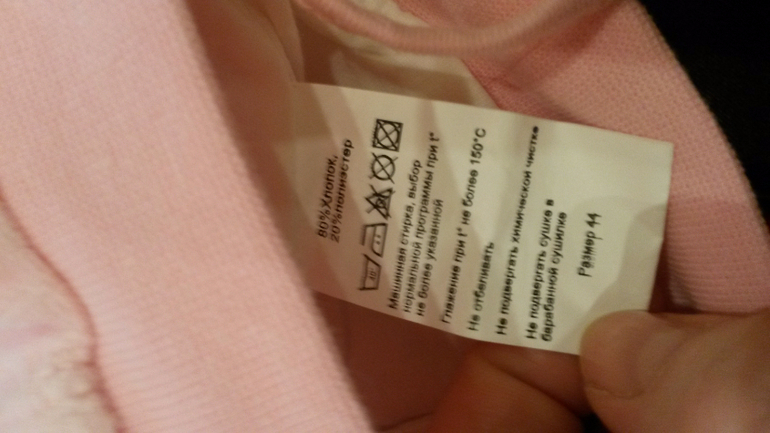 80%Хлопок,
20%полиэстер
40°
Машинная стирка, выбор
нормальной программы при t°
не более указанной
Глажение при t° не более 150°C
Не отбеливать
Не подвергать химической чистке
Не подвергать сушке в
барабанной сушилке
Размер 44